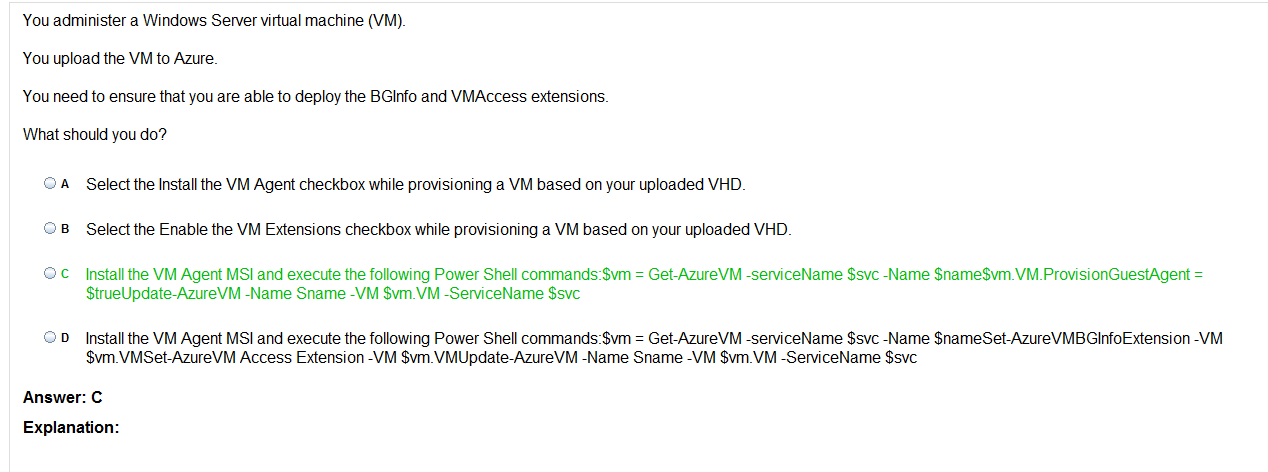 You administer a Windows Server virtual machine (VM).
You upload the VM to Azure.
You need to ensure that you are able to deploy the BGInfo and VMAccess extensions.
What should you do?
A Select the Install the VM Agent checkbox while provisioning a VM based on your uploaded VHD.
B Select the Enable the VM Extensions checkbox while provisioning a VM based on your uploaded VHD.
C Install the VM Agent MSI and execute the following Power Shell commands:$vm = Get-AzureVM -serviceName $svc -Name $name$vm.VM.ProvisionGuestAgent =
$trueUpdate-AzureVM -Name Sname -VM $vm.VM -ServiceName $svc
D Install the VM Agent MSI and execute the following Power Shell commands:$vm = Get-AzureVM -serviceName $svc -Name $nameSet-AzureVMBGInfoExtension -VM
$vm.VMSet-AzureVM Access Extension -VM $vm.VMUpdate-AzureVM -Name Sname -VM $vm.VM -ServiceName $svc
Answer: C
Explanation: